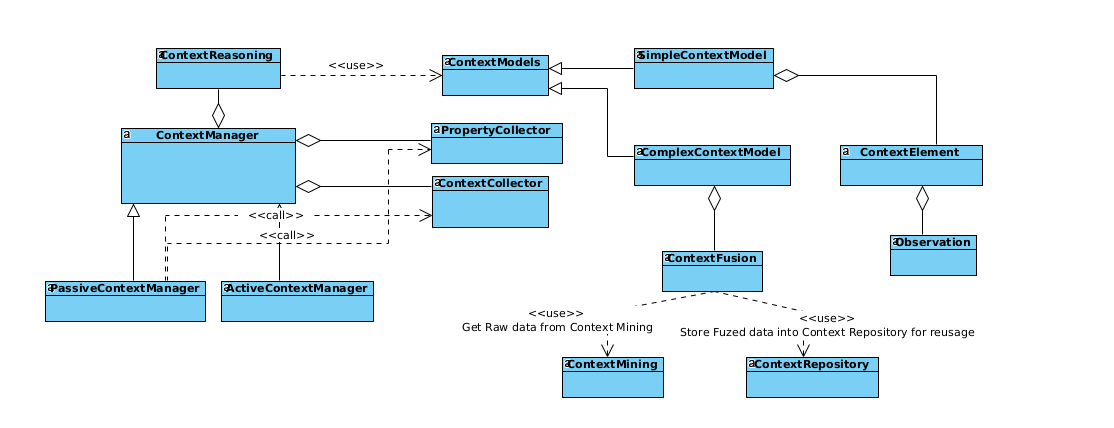 a ContextReasoning
<<use>>
a ContextModels
a SimpleContextModel
a ContextManager
a PropertyCollector
a ComplexContextModel
a ContextElement
a ContextCollector
<<call>>
<<call>>
a Observation
a ContextFusion
a PassiveContextManager
a ActiveContextManager
<<use>>
Get Raw data from Context Mining
<<use>>
Store Fuzed data into Context Repository for reusage
a ContextMining
a ContextRepository